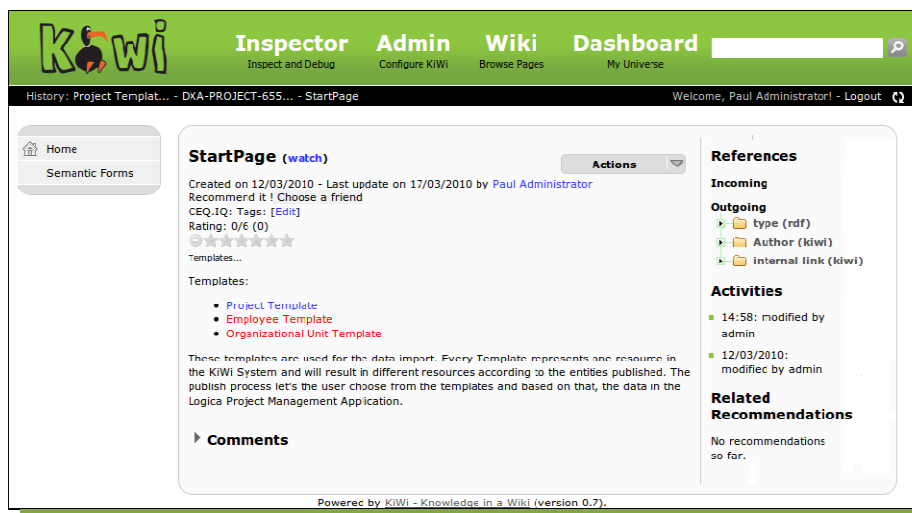 KiWi
Inspector Admin Wiki Dashboard
Inspect and Debug Configure KiWi Browse Pages My Universe
History: Project Templat... - DXA-PROJECT-655... - StartPage
Welcome, Paul Administrator! - Logout
Home
Semantic Forms
StartPage (watch)
Actions
Created on 12/03/2010 - Last update on 17/03/2010 by Paul Administrator
Recommend it ! Choose a friend
CEQ.IQ: Tags: [Edit]
Rating: 0/6 (0)
Templates...
Templates:
• Project Template
• Employee Template
• Organizational Unit Template
These templates are used for the data import. Every Template represents one resource in
the KiWi System and will result in different resources according to the entities published. The
publish process let's the user choose from the templates and based on that, the data in the
Logica Project Management Application.
Comments
References
Incoming
Outgoing
type (rdf)
Author (kiwi)
internal link (kiwi)
Activities
14:58: modified by
admin
12/03/2010:
modified by admin
Related
Recommendations
No recommendations
so far.
Powered by KiWi - Knowledge in a Wiki (version 0.7).